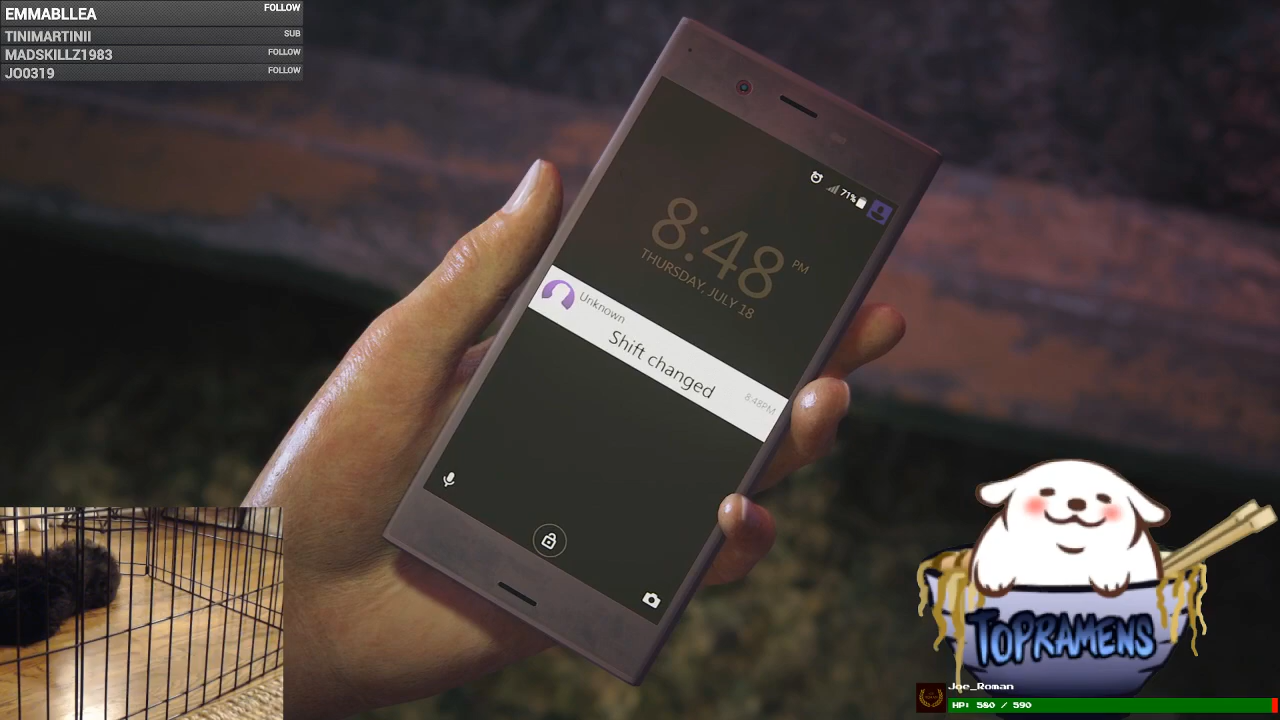 EMMABLLEA FOLLOW
TINIMARTINII SUB
MADSKILLZ1983 FOLLOW
JO0319 FOLLOW
71%
8:48 PM
THURSDAY, JULY 18
Unknown
Shift changed
8:48PM
TOPRAMENS
Joe_Roman
HP: 580 / 590